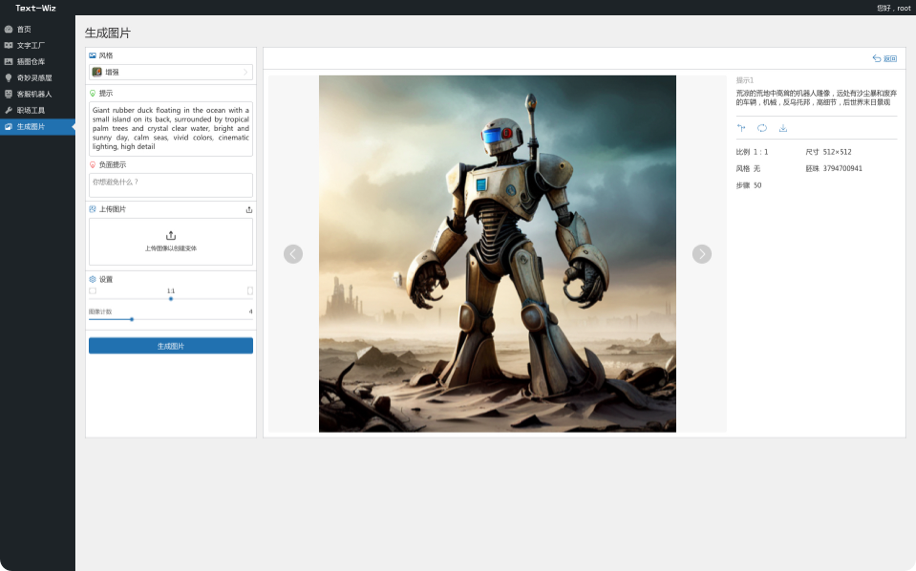 Text-Wiz
您好，root
首页
文字工厂
插图仓库
奇妙灵感屋
客服机器人
职场工具
生成图片
生成图片
风格
增强
提示
Giant rubber duck floating in the ocean with a
small island on its back, surrounded by tropical
palm trees and crystal clear water, bright and
sunny day, calm seas, vivid colors, cinematic
lighting, high detail
负面提示
你想避免什么？
上传图片
上传图像以创建变体
设置
1:1
图像计数
4
生成图片
返回
提示1
荒凉的荒地中高耸的机器人雕像，远处有沙尘暴和废弃
的车辆，机械，反乌托邦，高细节，后世界末日景观
比例 1：1
尺寸 512×512
风格 无
胚珠 3794700941
步骤 50